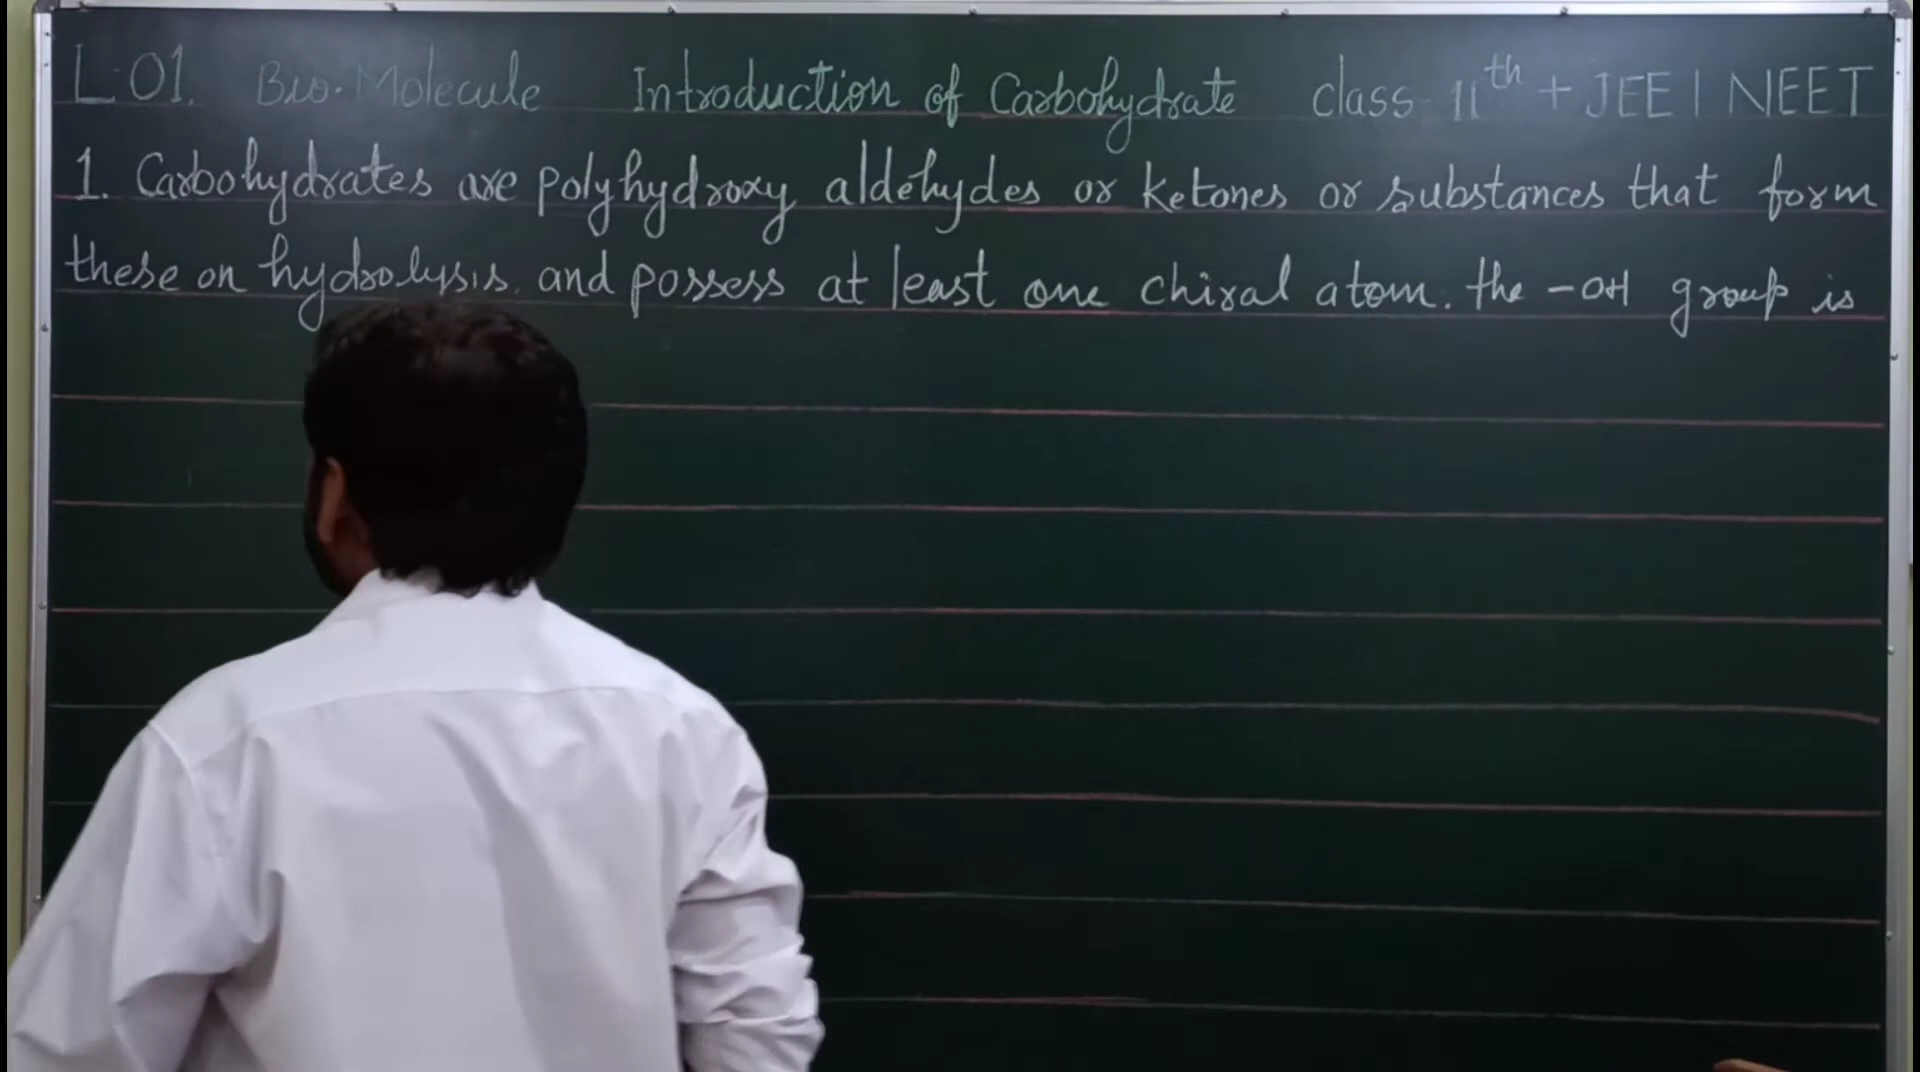 L-01. Bio-Molecule Introduction of Carbohydrate class 11th + JEE | NEET
1. Carbohydrates are polyhydroxy aldehydes or ketones or substances that form
these on hydrolysis. and possess at least one chiral atom. the -OH group is